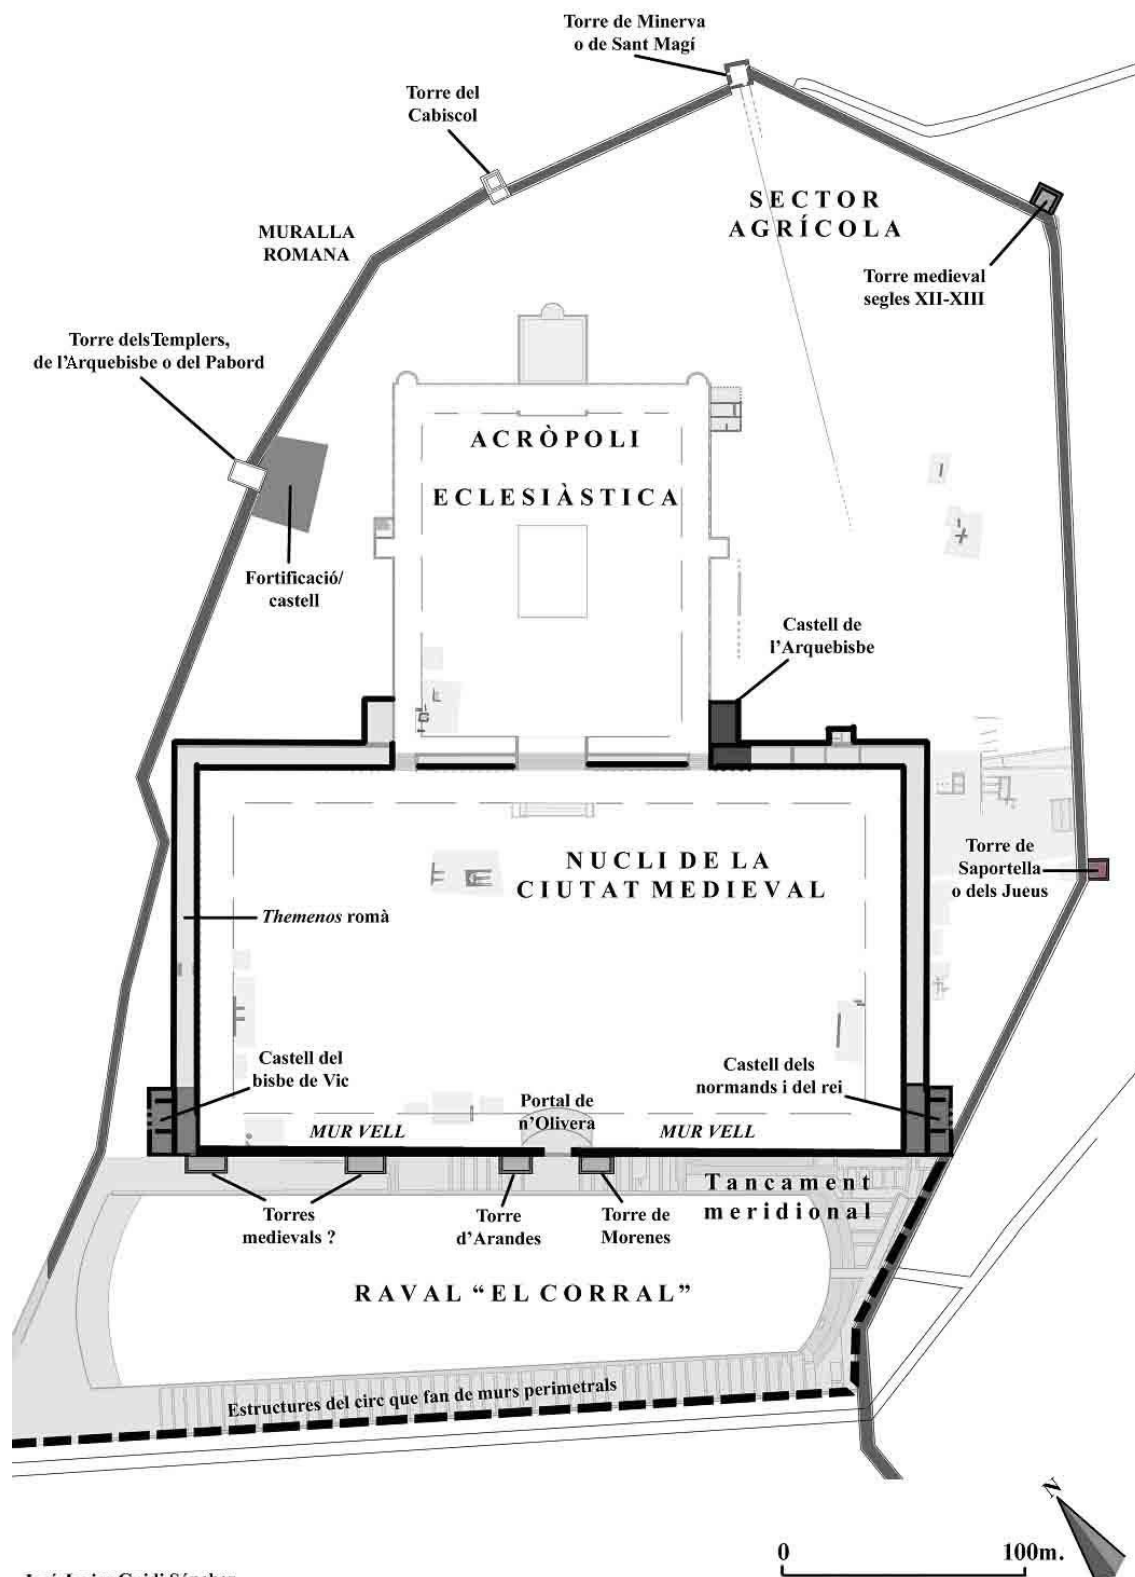 Torre de Minerva
o de Sant Magí
Torre del
Cabiscol
SECTOR
AGRÍCOLA
MURALLA
ROMANA
Torre medieval
segles XII-XIII
Torre dels Templers,
de l'Arquebisbe o del Pabord
ACRÒPOLI
ECLESIÀSTICA
Fortificació/
castell
Castell de
l'Arquebisbe
NUCLI DE LA
CIUTAT MEDIEVAL
Torre de
Saportella
o dels Jueus
Themenos romà
Castell del
bisbe de Vic
Castell dels
normands i del rei
Portal de
n'Olivera
MUR VELL
MUR VELL
Tancament
meridional
Torres
medievals ?
Torre
d'Arandes
Torre de
Morenes
RAVAL "EL CORRAL"
Estructures del circ que fan de murs perimetrals
N
0 100m.